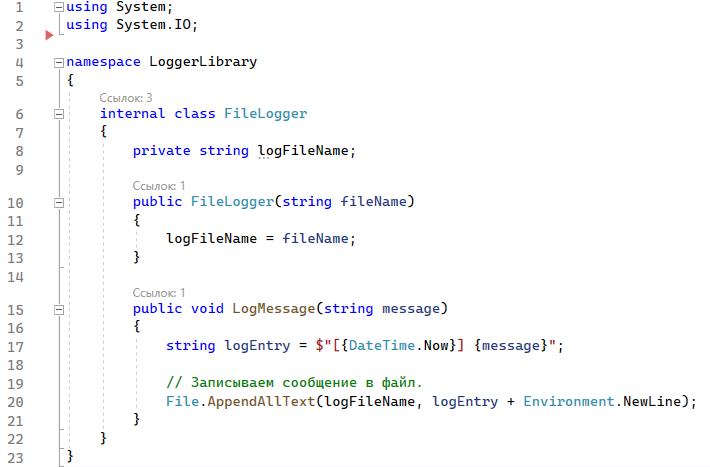 1 using System;
2 using System.IO;
3
4 namespace LoggerLibrary
5 {
Ссылок: 3
6 internal class FileLogger
7 {
8 private string logFileName;
9
Ссылок: 1
10 public FileLogger(string fileName)
11 {
12 logFileName = fileName;
13 }
14
Ссылок: 1
15 public void LogMessage(string message)
16 {
17 string logEntry = $"[{DateTime.Now}] {message}";
18
19 // Записываем сообщение в файл.
20 File.AppendAllText(logFileName, logEntry + Environment.NewLine);
21 }
22 }
23 }